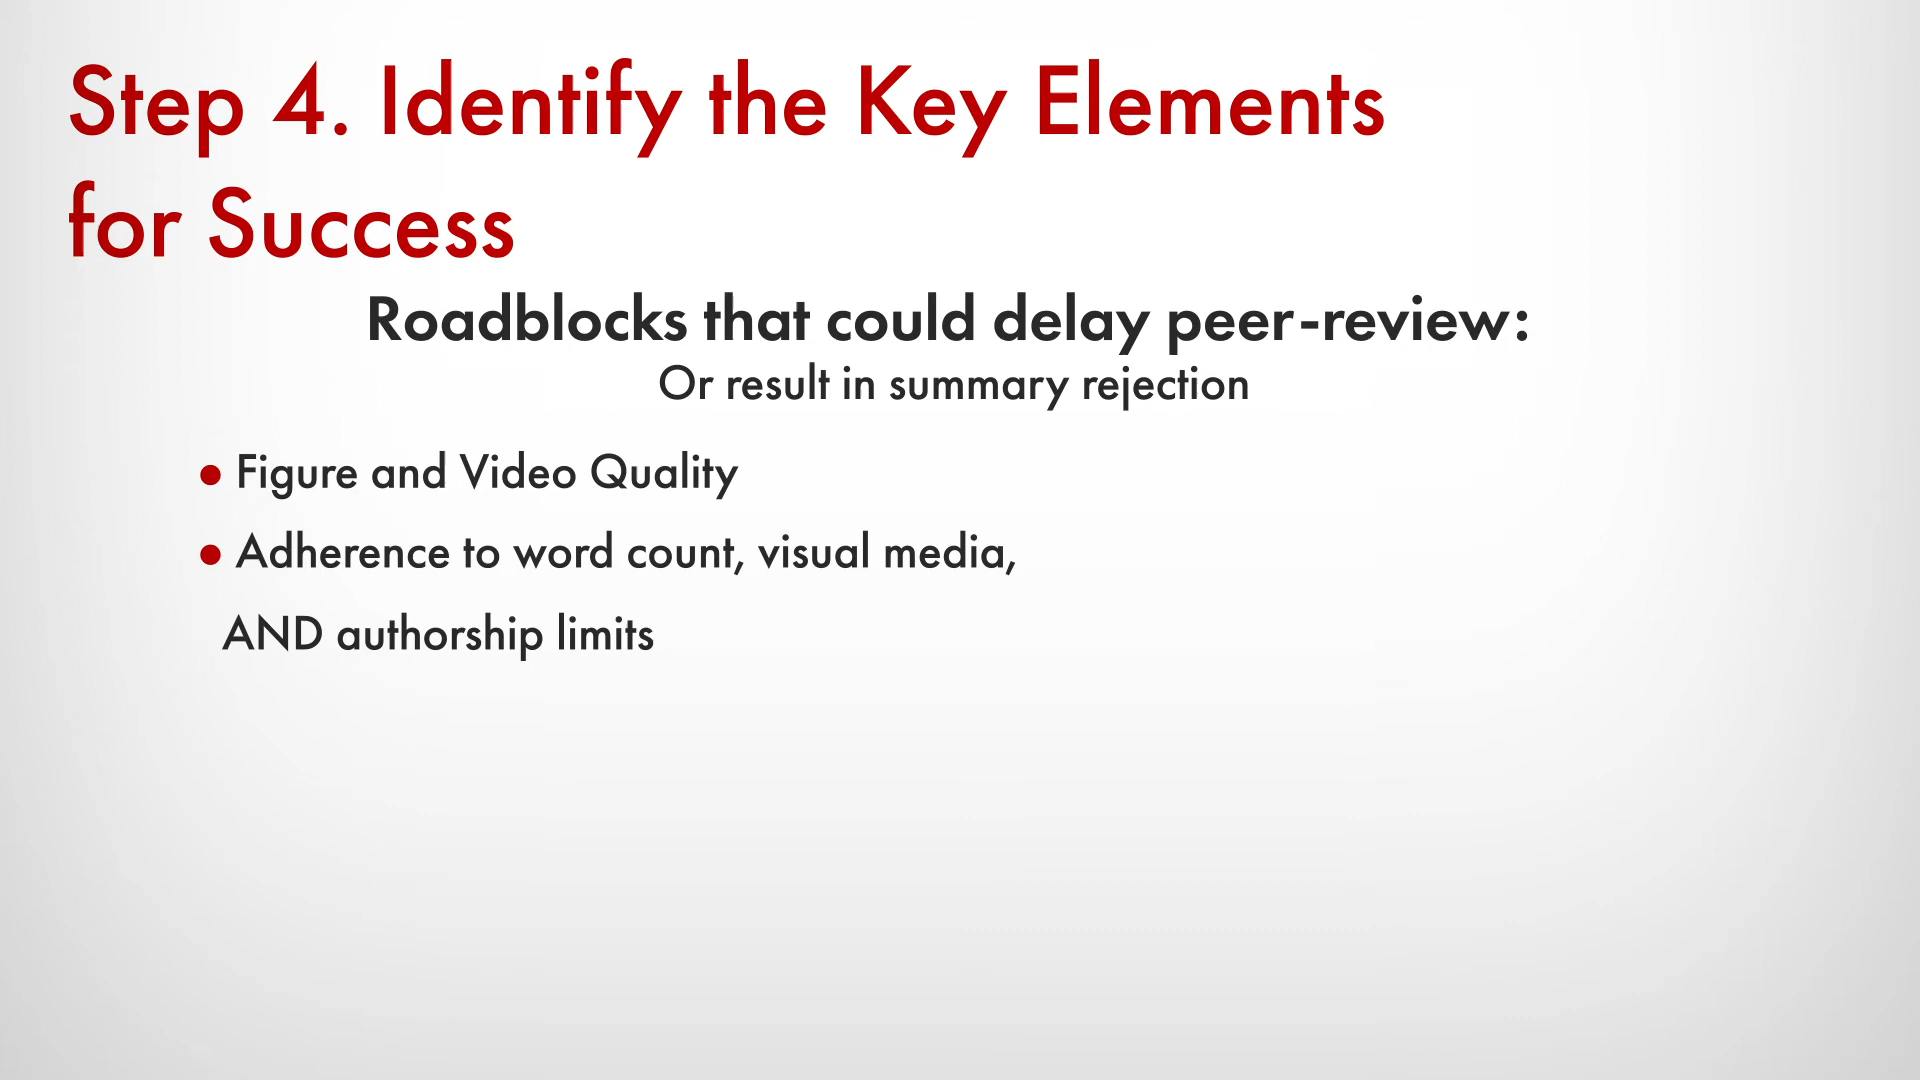 Step 4. Identify the Key Elements
for Success
Roadblocks that could delay peer-review:
Or result in summary rejection
• Figure and Video Quality
• Adherence to word count, visual media,
AND authorship limits